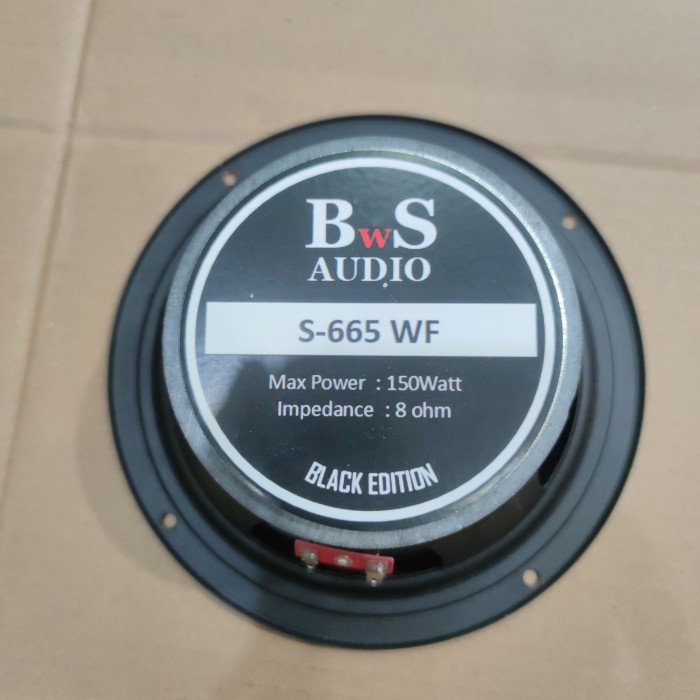 BwS
AUDIO
S-665 WF
Max Power : 150Watt
Impedance : 8 ohm
BLACK EDITION